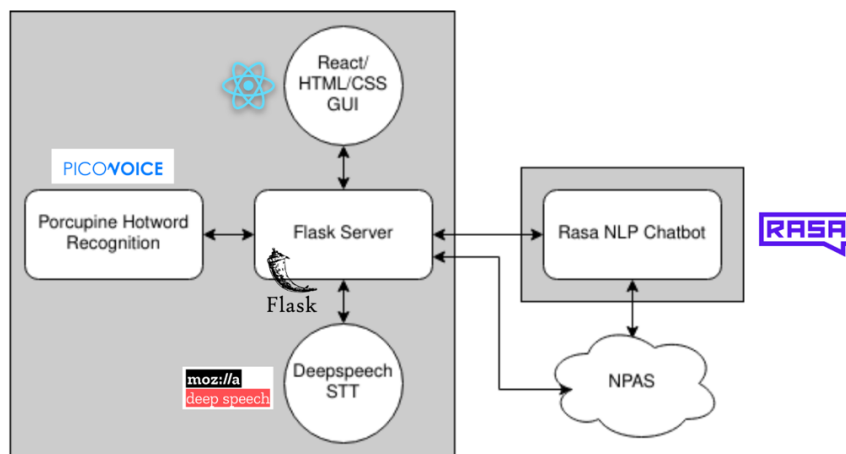 React/
HTML/CSS
GUI
PICOVOICE
Porcupine Hotword
Recognition
Flask Server
Flask
Rasa NLP Chatbot
RASA
moz://a
deep speech
Deepspeech
STT
NPAS